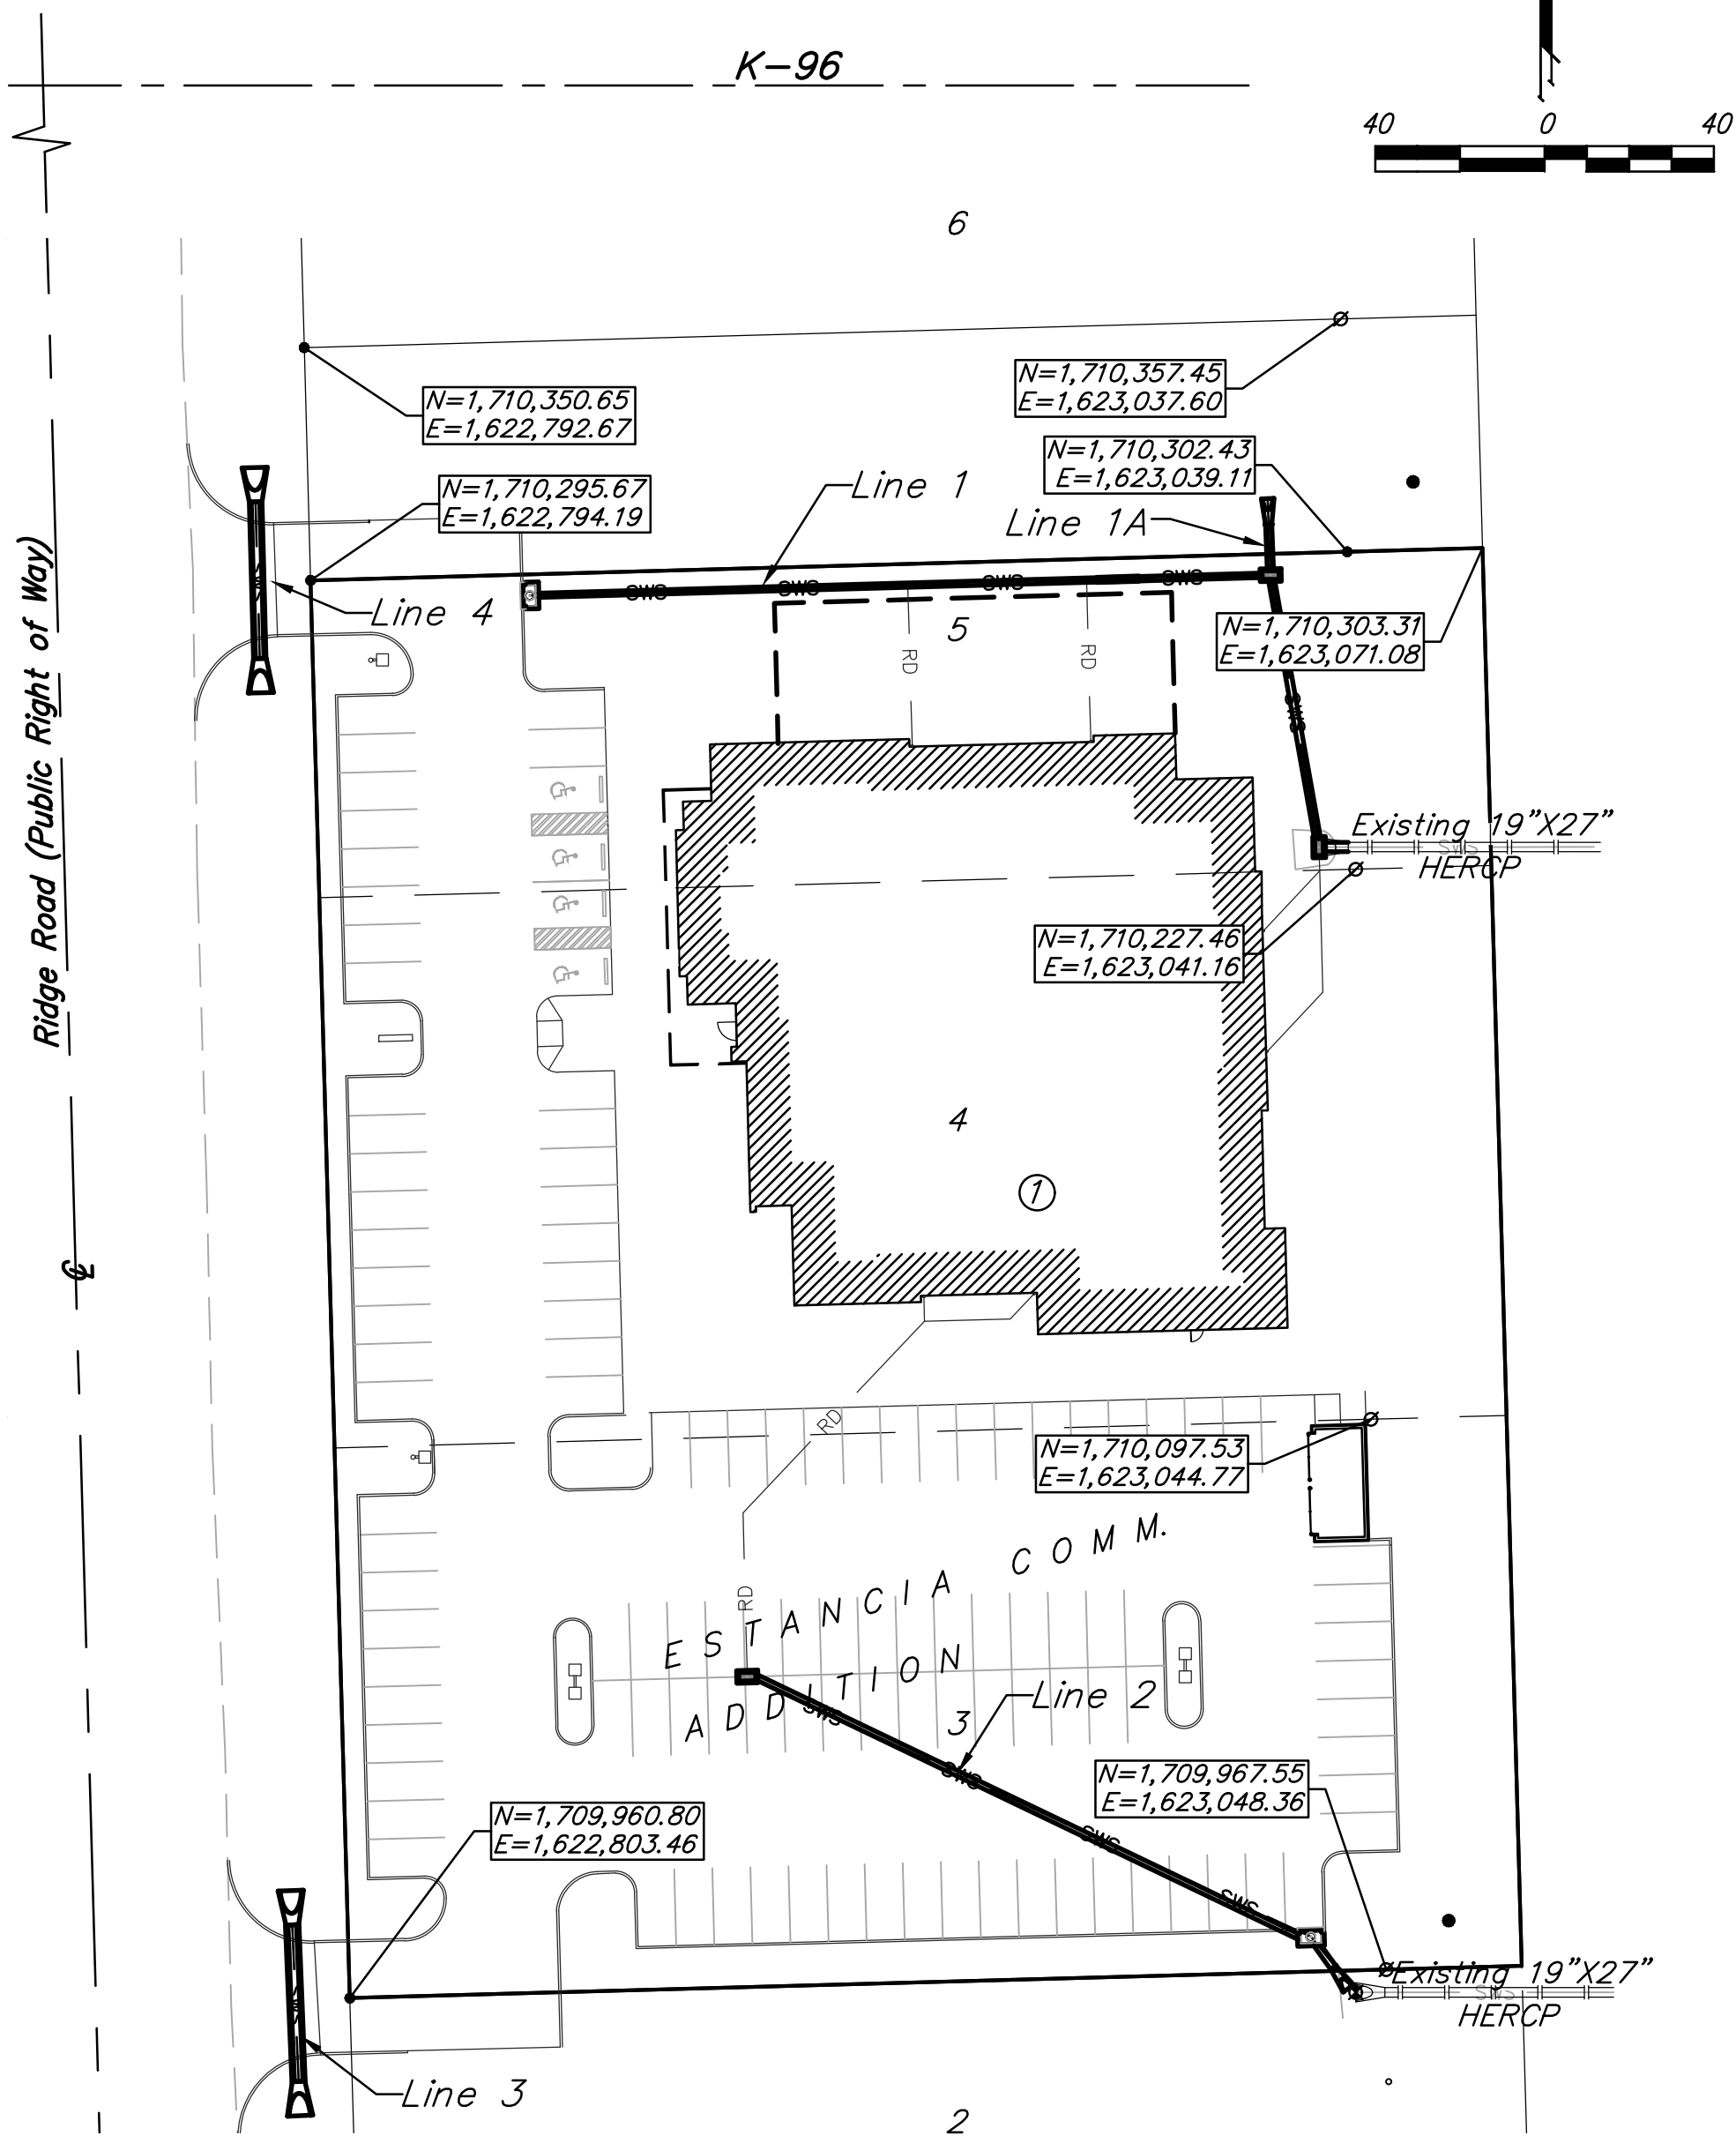 K-96
40 0 40
6
N=1,710,350.65
E=1,622,792.67
N=1,710,357.45
E=1,623,037.60
N=1,710,302.43
E=1,623,039.11
N=1,710,295.67
E=1,622,794.19
Line 1
Line 1A
Line 4
SWS SWS SWS SWS
5
RD RD
N=1,710,303.31
E=1,623,071.08
SWS
SWS
Ridge Road (Public Right of Way)
Existing 19"X27"
SWS
HERCP
N=1,710,227.46
E=1,623,041.16
4
1
℄
RD
N=1,710,097.53
E=1,623,044.77
ESTANCIA COMM.
ADDITION
RD
Line 2
3
SWS SWS SWS SWS
N=1,709,967.55
E=1,623,048.36
N=1,709,960.80
E=1,622,803.46
Existing 19"X27"
SWS
HERCP
SWS
Line 3
2